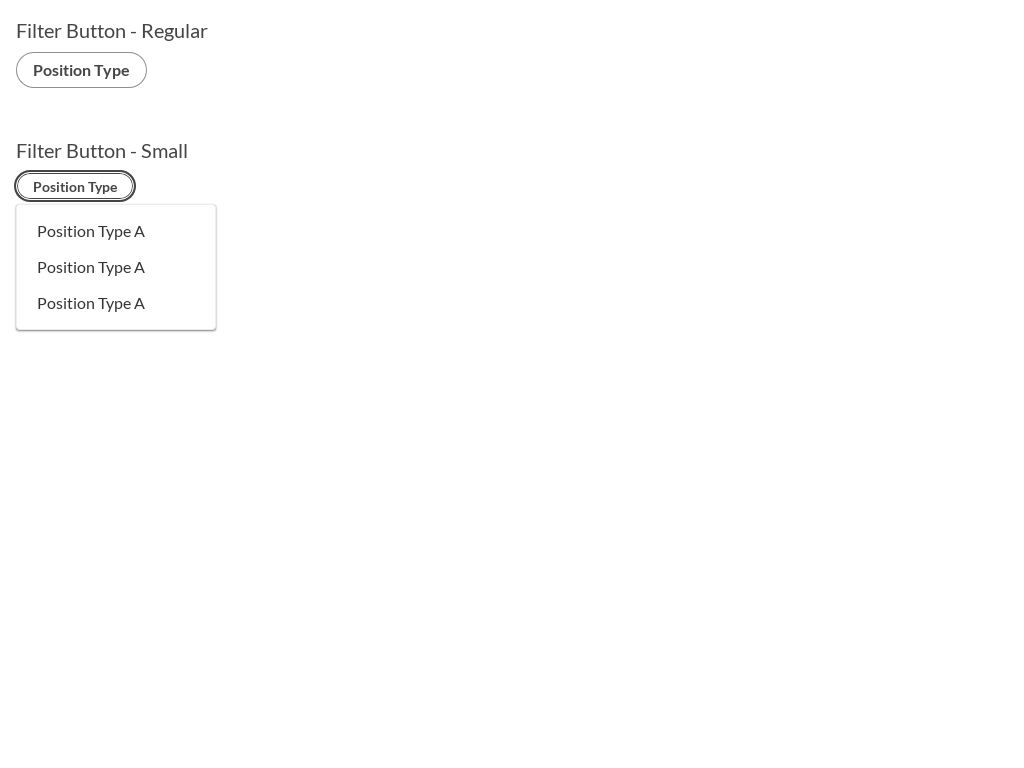 Filter Button - Regular
Position Type
Filter Button - Small
Position Type
Position Type A
Position Type A
Position Type A